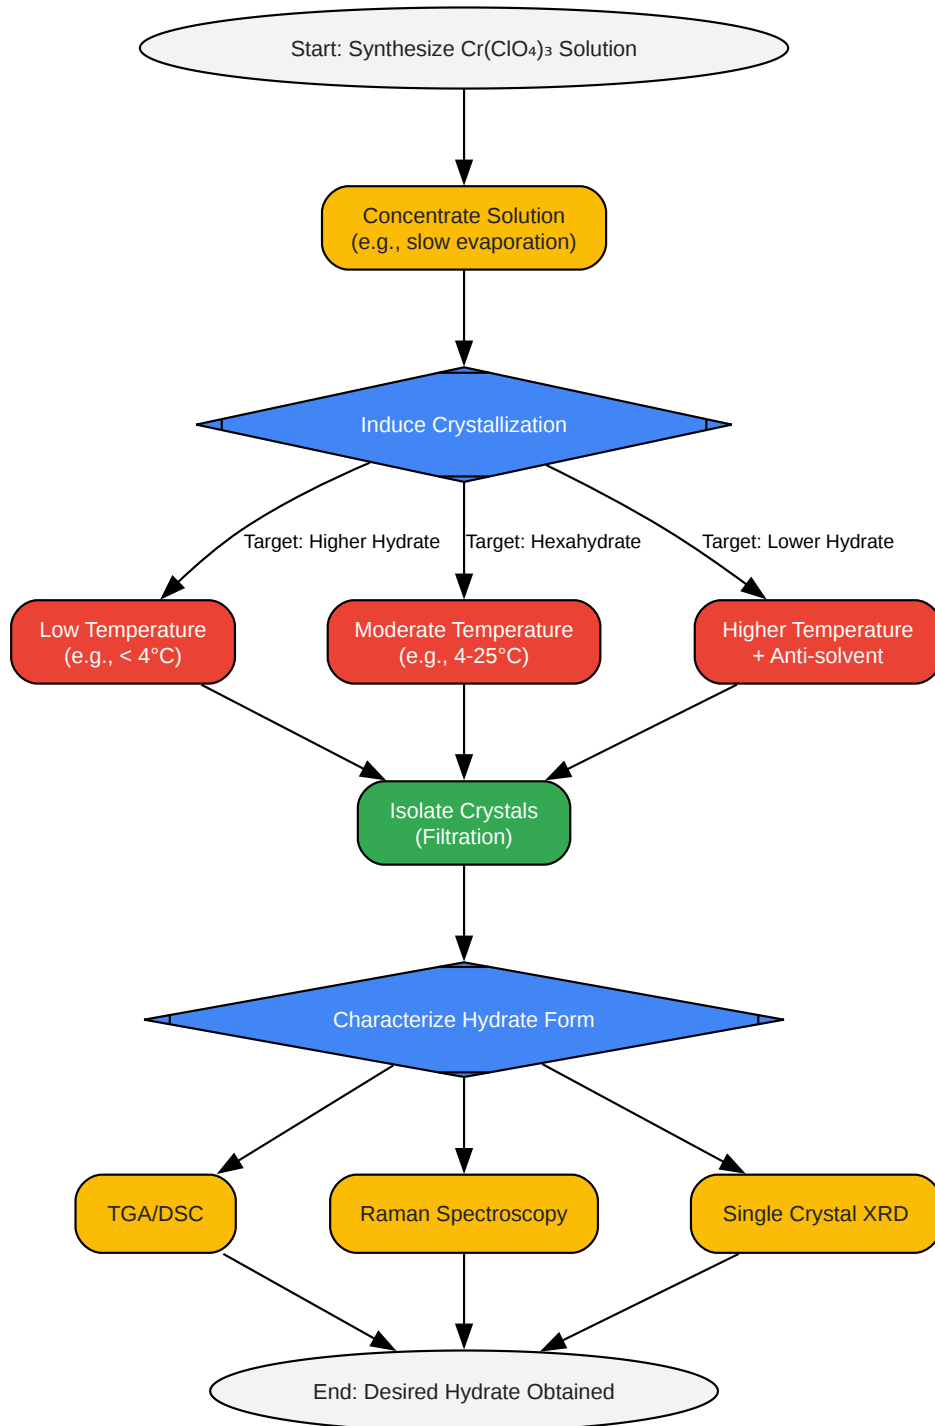 Start: Synthesize Cr(ClO₄)₃ Solution
Concentrate Solution
(e.g., slow evaporation)
Induce Crystallization
Target: Higher Hydrate
Target: Hexahydrate
Target: Lower Hydrate
Low Temperature
(e.g., < 4°C)
Moderate Temperature
(e.g., 4-25°C)
Higher Temperature
+ Anti-solvent
Isolate Crystals
(Filtration)
Characterize Hydrate Form
TGA/DSC
Raman Spectroscopy
Single Crystal XRD
End: Desired Hydrate Obtained